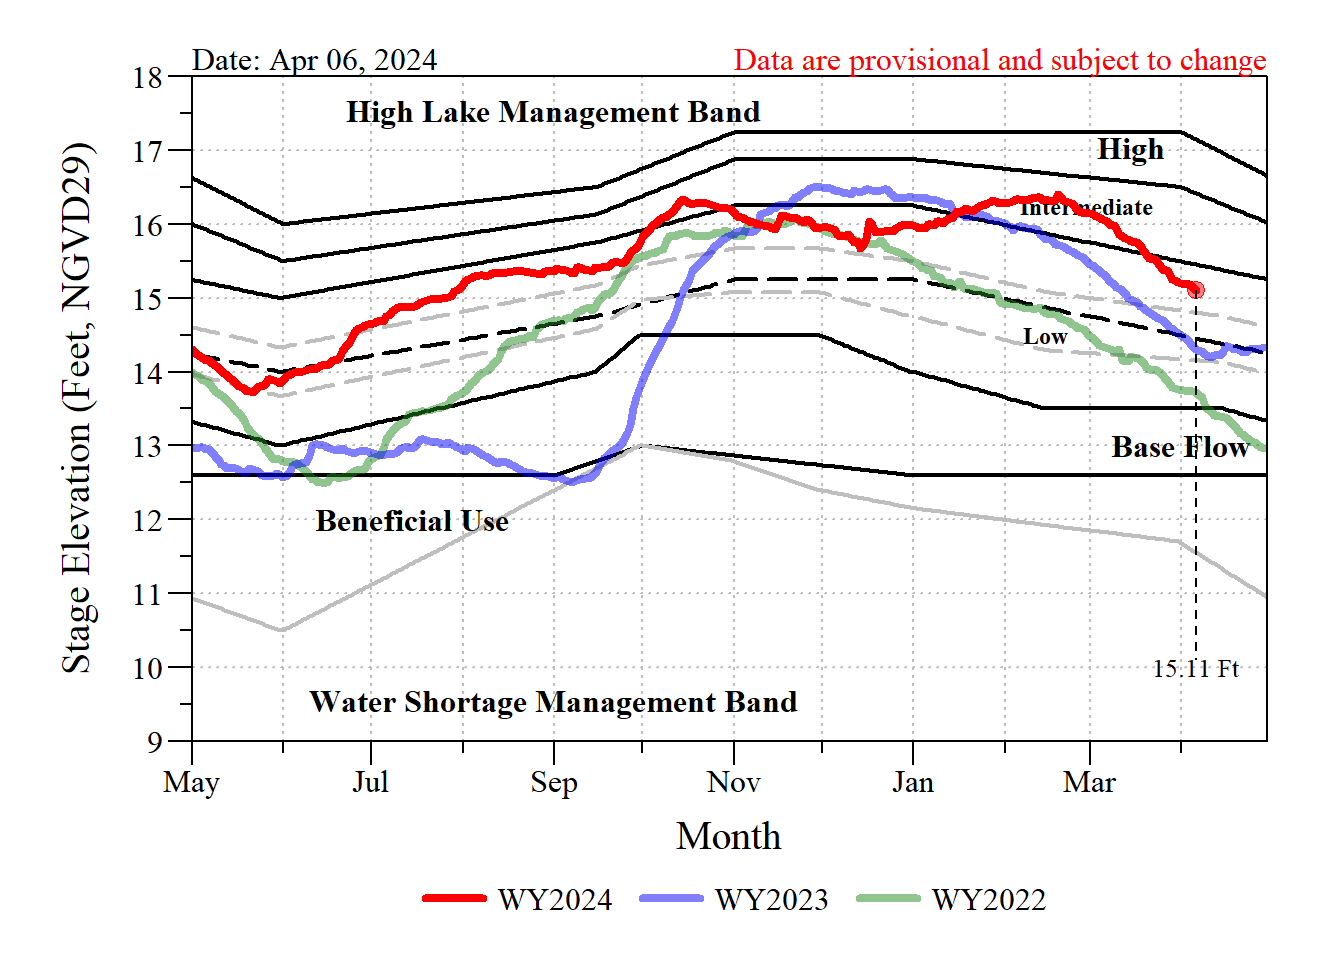 Date: Apr 06, 2024
Data are provisional and subject to change
18
High Lake Management Band
17
High
16
Intermediate
15
Low
14
13
Base Flow
12
Beneficial Use
11
10
15.11 Ft
Water Shortage Management Band
9
Stage Elevation (Feet, NGVD29)
May
Jul
Sep
Nov
Jan
Mar
Month
WY2024
WY2023
WY2022